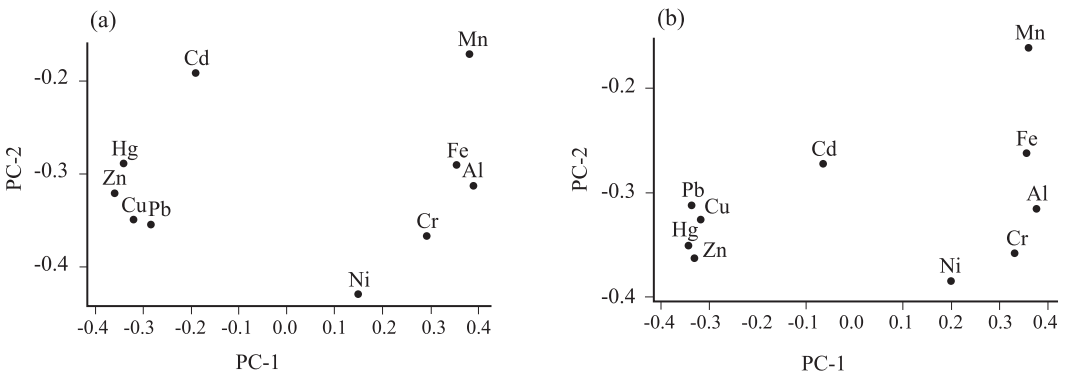 (a)
Mn
Cd
-0.2
Hg
Fe
-0.3
Zn
Al
Cu Pb
Cr
-0.4
Ni
PC-2
-0.4 -0.3 -0.2 -0.1 0.0 0.1 0.2 0.3 0.4
PC-1
(b)
Mn
-0.2
Fe
Cd
-0.3
Pb
Al
Cu
Hg
Cr
Zn
Ni
-0.4
PC-2
-0.4 -0.3 -0.2 -0.1 0.0 0.1 0.2 0.3 0.4
PC-1